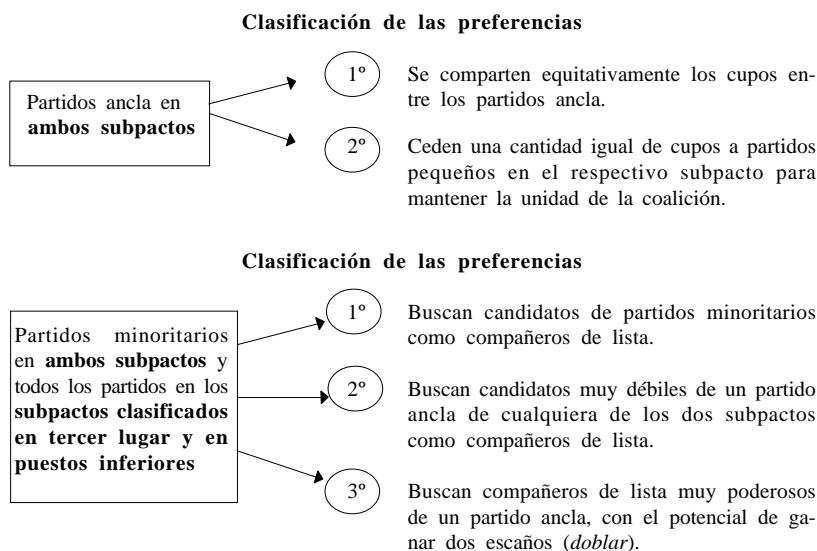 Clasificación de las preferencias
Partidos ancla en
ambos subpactos
1º
Se comparten equitativamente los cupos en-
tre los partidos ancla.
2º
Ceden una cantidad igual de cupos a partidos
pequeños en el respectivo subpacto para
mantener la unidad de la coalición.
Clasificación de las preferencias
Partidos minoritarios
en ambos subpactos y
todos los partidos en los
subpactos clasificados
en tercer lugar y en
puestos inferiores
1º
Buscan candidatos de partidos minoritarios
como compañeros de lista.
2º
Buscan candidatos muy débiles de un partido
ancla de cualquiera de los dos subpactos
como compañeros de lista.
3º
Buscan compañeros de lista muy poderosos
de un partido ancla, con el potencial de ga-
nar dos escaños (doblar).